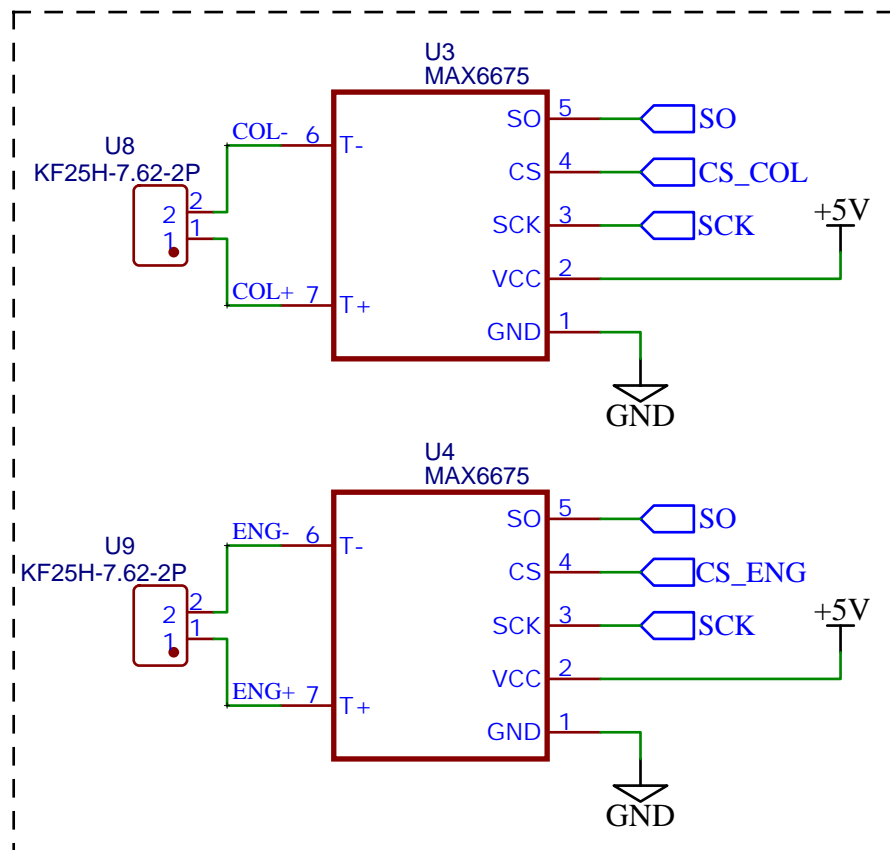 U3
MAX6675
U8
KF25H-7.62-2P
2
1
2
1
COL-
COL+
6
7
T-
T+
SO
CS
SCK
VCC
GND
5
4
3
2
1
SO
CS_COL
SCK
+5V
GND
U4
MAX6675
U9
KF25H-7.62-2P
2
1
2
1
ENG-
ENG+
6
7
T-
T+
SO
CS
SCK
VCC
GND
5
4
3
2
1
SO
CS_ENG
SCK
+5V
GND